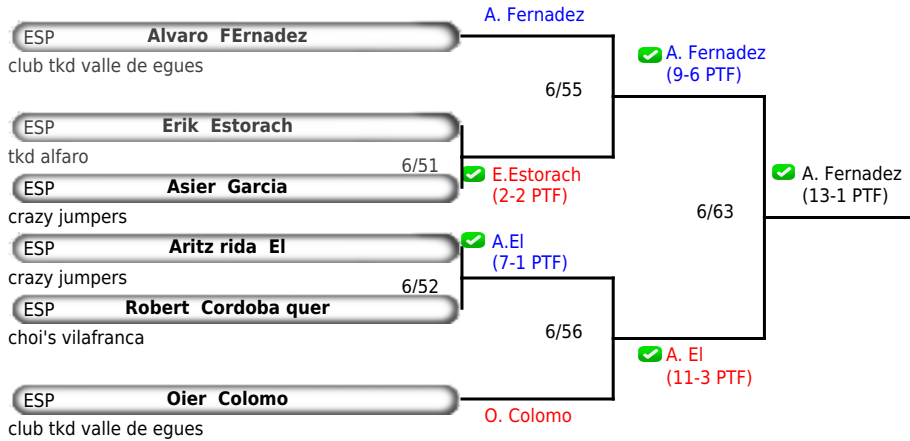 A. Fernadez
ESP Alvaro FErnadez
club tkd valle de egues
A. Fernadez
(9-6 PTF)
6/55
ESP Erik Estorach
tkd alfaro
6/51
E.Estorach
(2-2 PTF)
ESP Asier Garcia
crazy jumpers
A. Fernadez
(13-1 PTF)
6/63
ESP Aritz rida El
crazy jumpers
A.El
(7-1 PTF)
6/52
ESP Robert Cordoba quer
choi's vilafranca
6/56
A. El
(11-3 PTF)
ESP Oier Colomo
club tkd valle de egues
O. Colomo